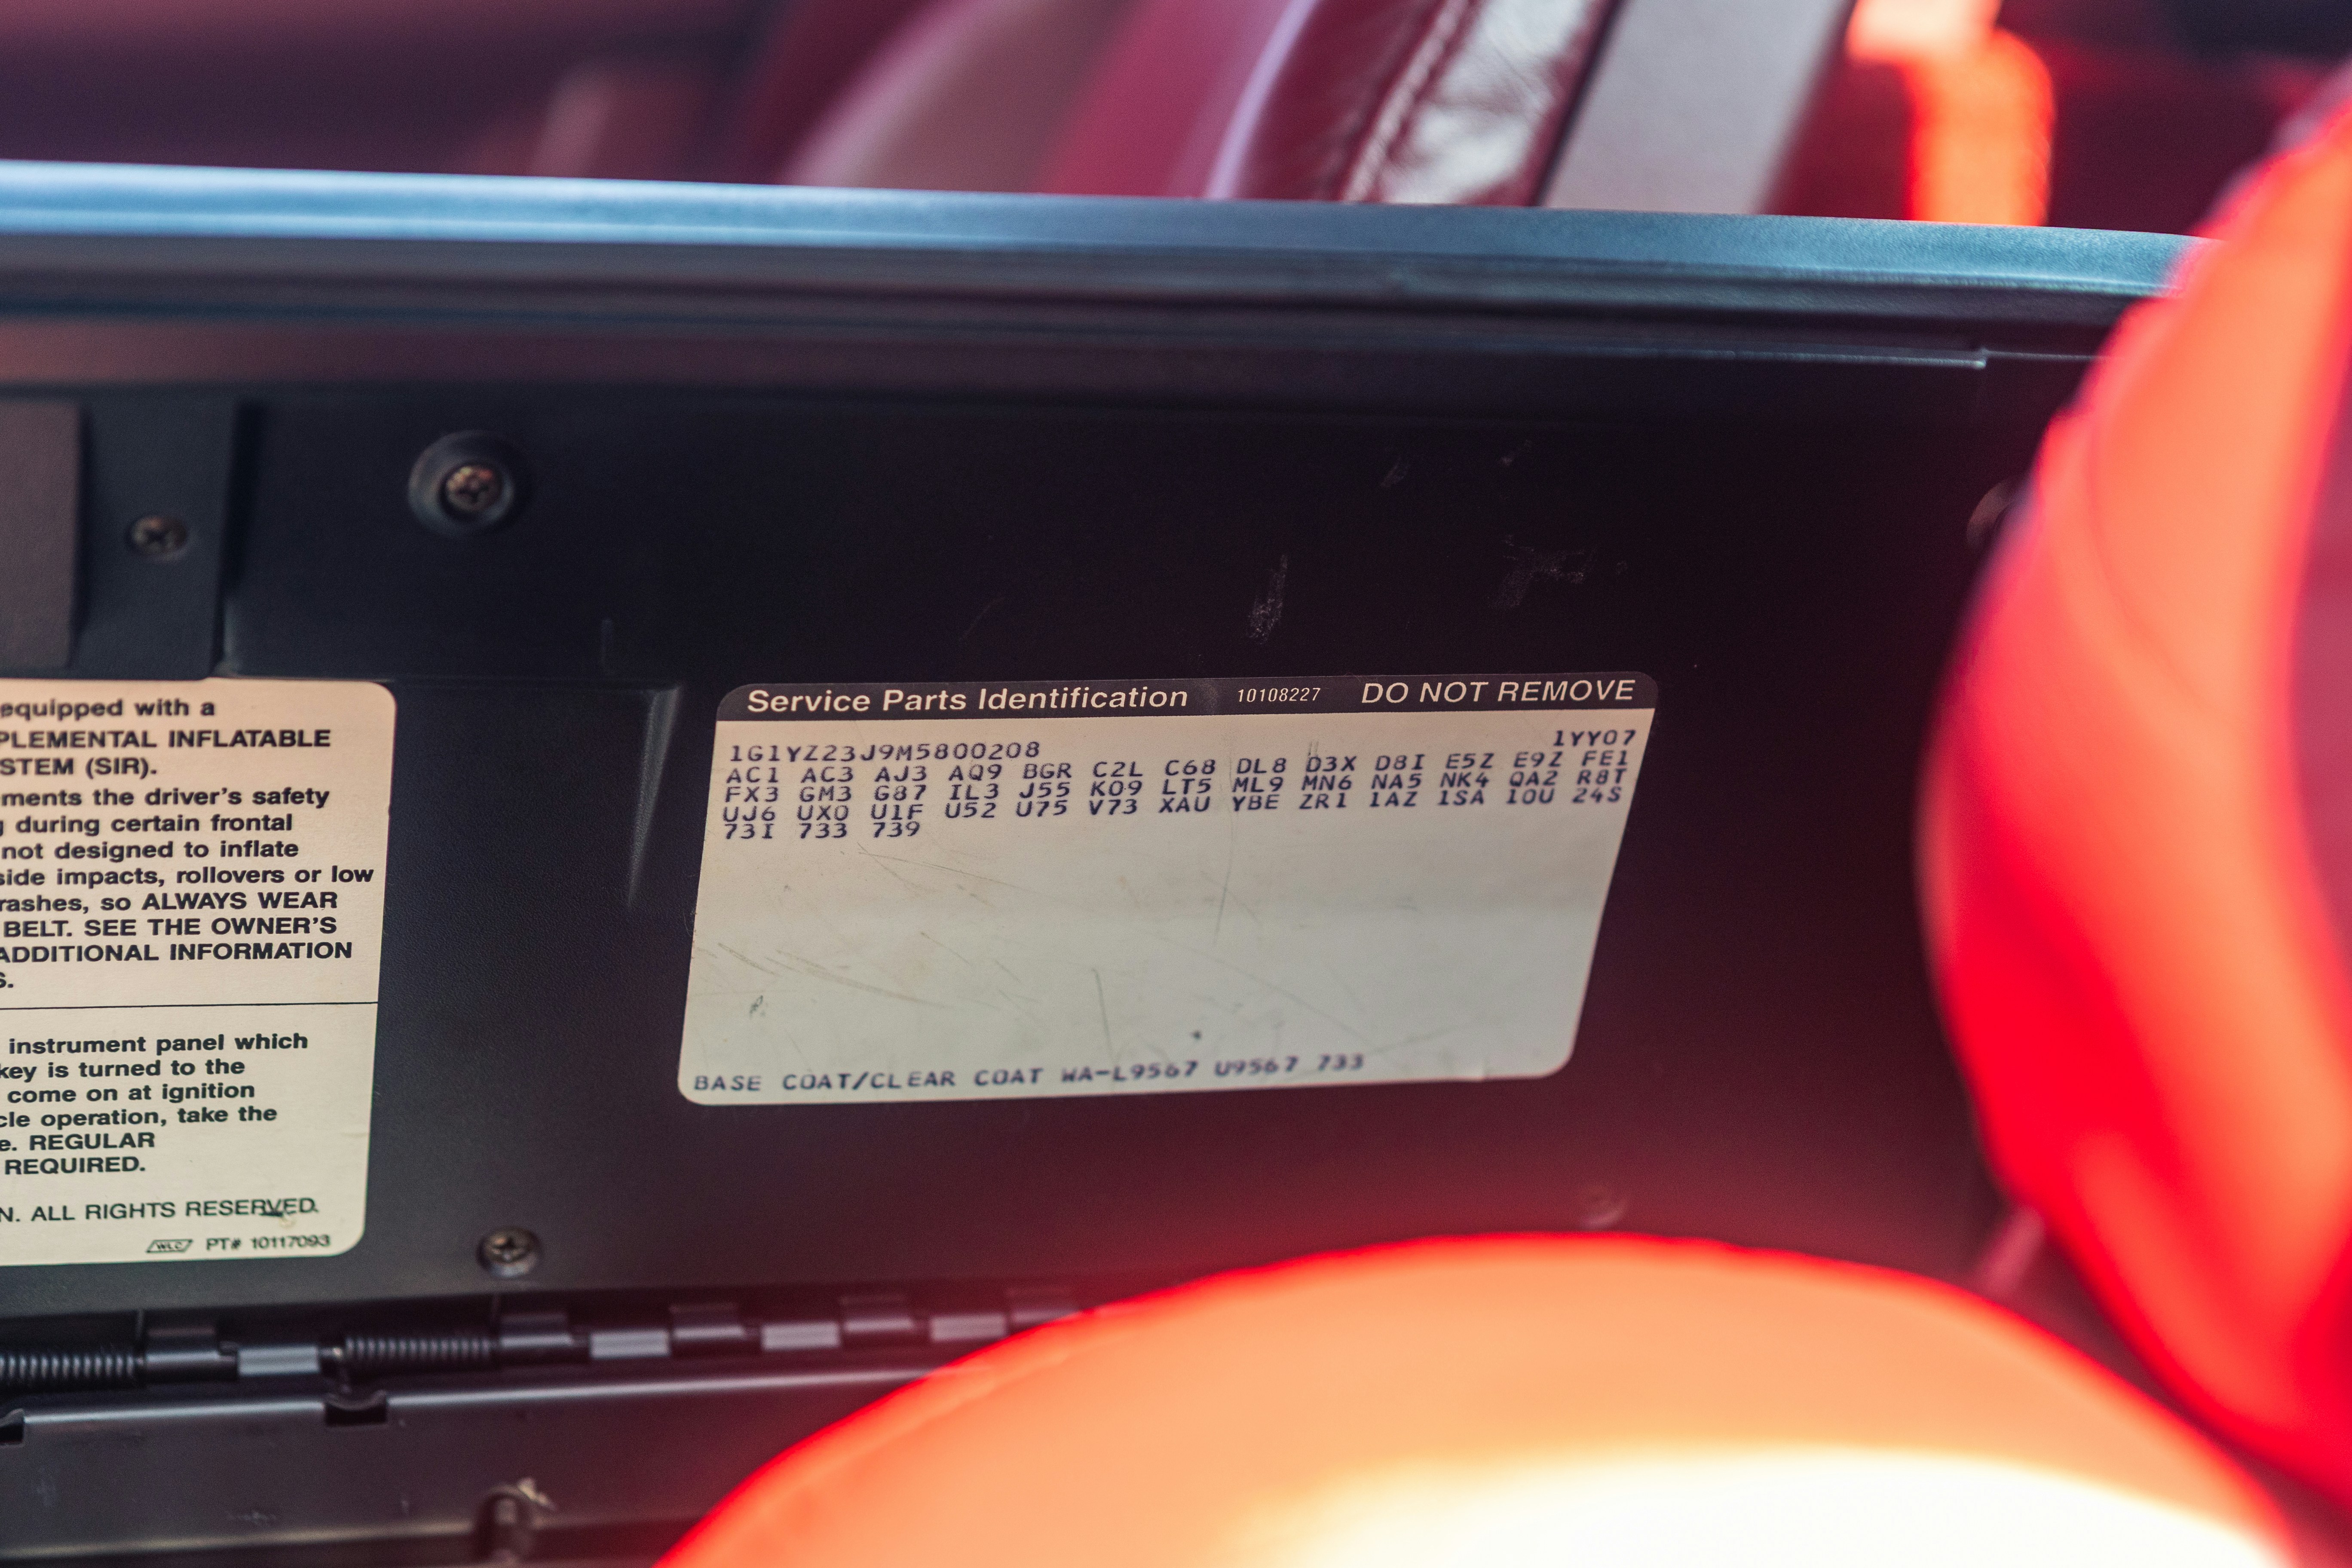 equipped with a
PLEMENTAL INFLATABLE
STEM (SIR).
ments the driver's safety
during certain frontal
not designed to inflate
side impacts, rollovers or low
rashes, so ALWAYS WEAR
BELT. SEE THE OWNER'S
ADDITIONAL INFORMATION
S.
instrument panel which
key is turned to the
come on at ignition
cle operation, take the
e. REGULAR
REQUIRED.
N. ALL RIGHTS RESERVED.
WLC PT# 10117093
Service Parts Identification 10108227 DO NOT REMOVE
1G1YZ23J9M5800208 1YY07
AC1 AC3 AJ3 AQ9 BGR C2L C68 DL8 D3X D8I E5Z E9Z FE1
FX3 GM3 G87 IL3 J55 K09 LT5 ML9 MN6 NA5 NK4 QA2 R8T
UJ6 UX0 U1F U52 U75 V73 XAU YBE ZR1 1AZ 1SA 10U 24S
73I 733 739
BASE COAT/CLEAR COAT WA-L9567 U9567 733